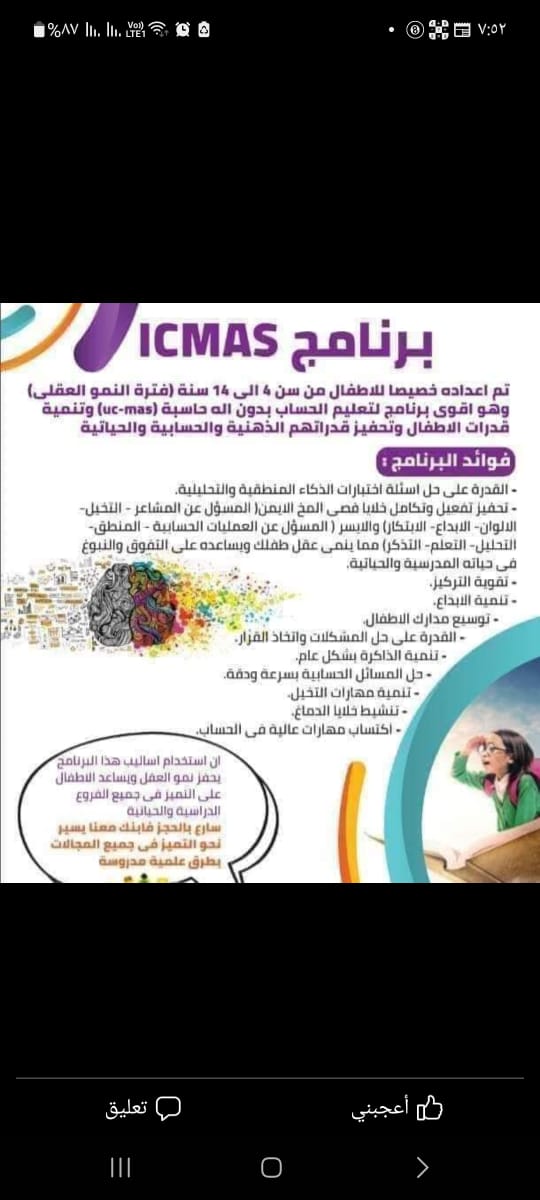 %٨٧ Vo) LTE1 ٧:٥٢
برنامج ICMAS
تم اعداده خصيصا للاطفال من سن 4 الى 14 سنة (فترة النمو العقلى)
وهو اقوى برنامج لتعليم الحساب بدون اله حاسبة (uc-mas) وتنمية
قدرات الاطفال وتحفيز قدراتهم الذهنية والحسابية والحياتية
فوائد البرنامج :
- القدرة على حل اسئلة اختبارات الذكاء المنطقية والتحليلية.
- تحفيز تفعيل وتكامل خلايا فصى المخ الايمن( المسؤل عن المشاعر - التخيل-
الالوان- الابداع- الابتكار) والايسر ( المسؤل عن العمليات الحسابية - المنطق-
التحليل- التعلم- التذكر) مما ينمى عقل طفلك ويساعده على التفوق والنبوغ
فى حياته المدرسية والحياتية.
- تقوية التركيز.
- تنمية الابداع.
- توسيع مدارك الاطفال.
- القدرة على حل المشكلات واتخاذ القرار.
- تنمية الذاكرة بشكل عام.
- حل المسائل الحسابية بسرعة ودقة.
- تنمية مهارات التخيل.
- تنشيط خلايا الدماغ.
- اكتساب مهارات عالية فى الحساب.
ان استخدام اساليب هذا البرنامج
يحفز نمو العقل ويساعد الاطفال
على التميز فى جميع الفروع
الدراسية والحياتية
سارع بالحجز فابنك معنا يسير
نحو التميز فى جميع المجالات
بطرق علمية مدروسة
أعجبني تعليق